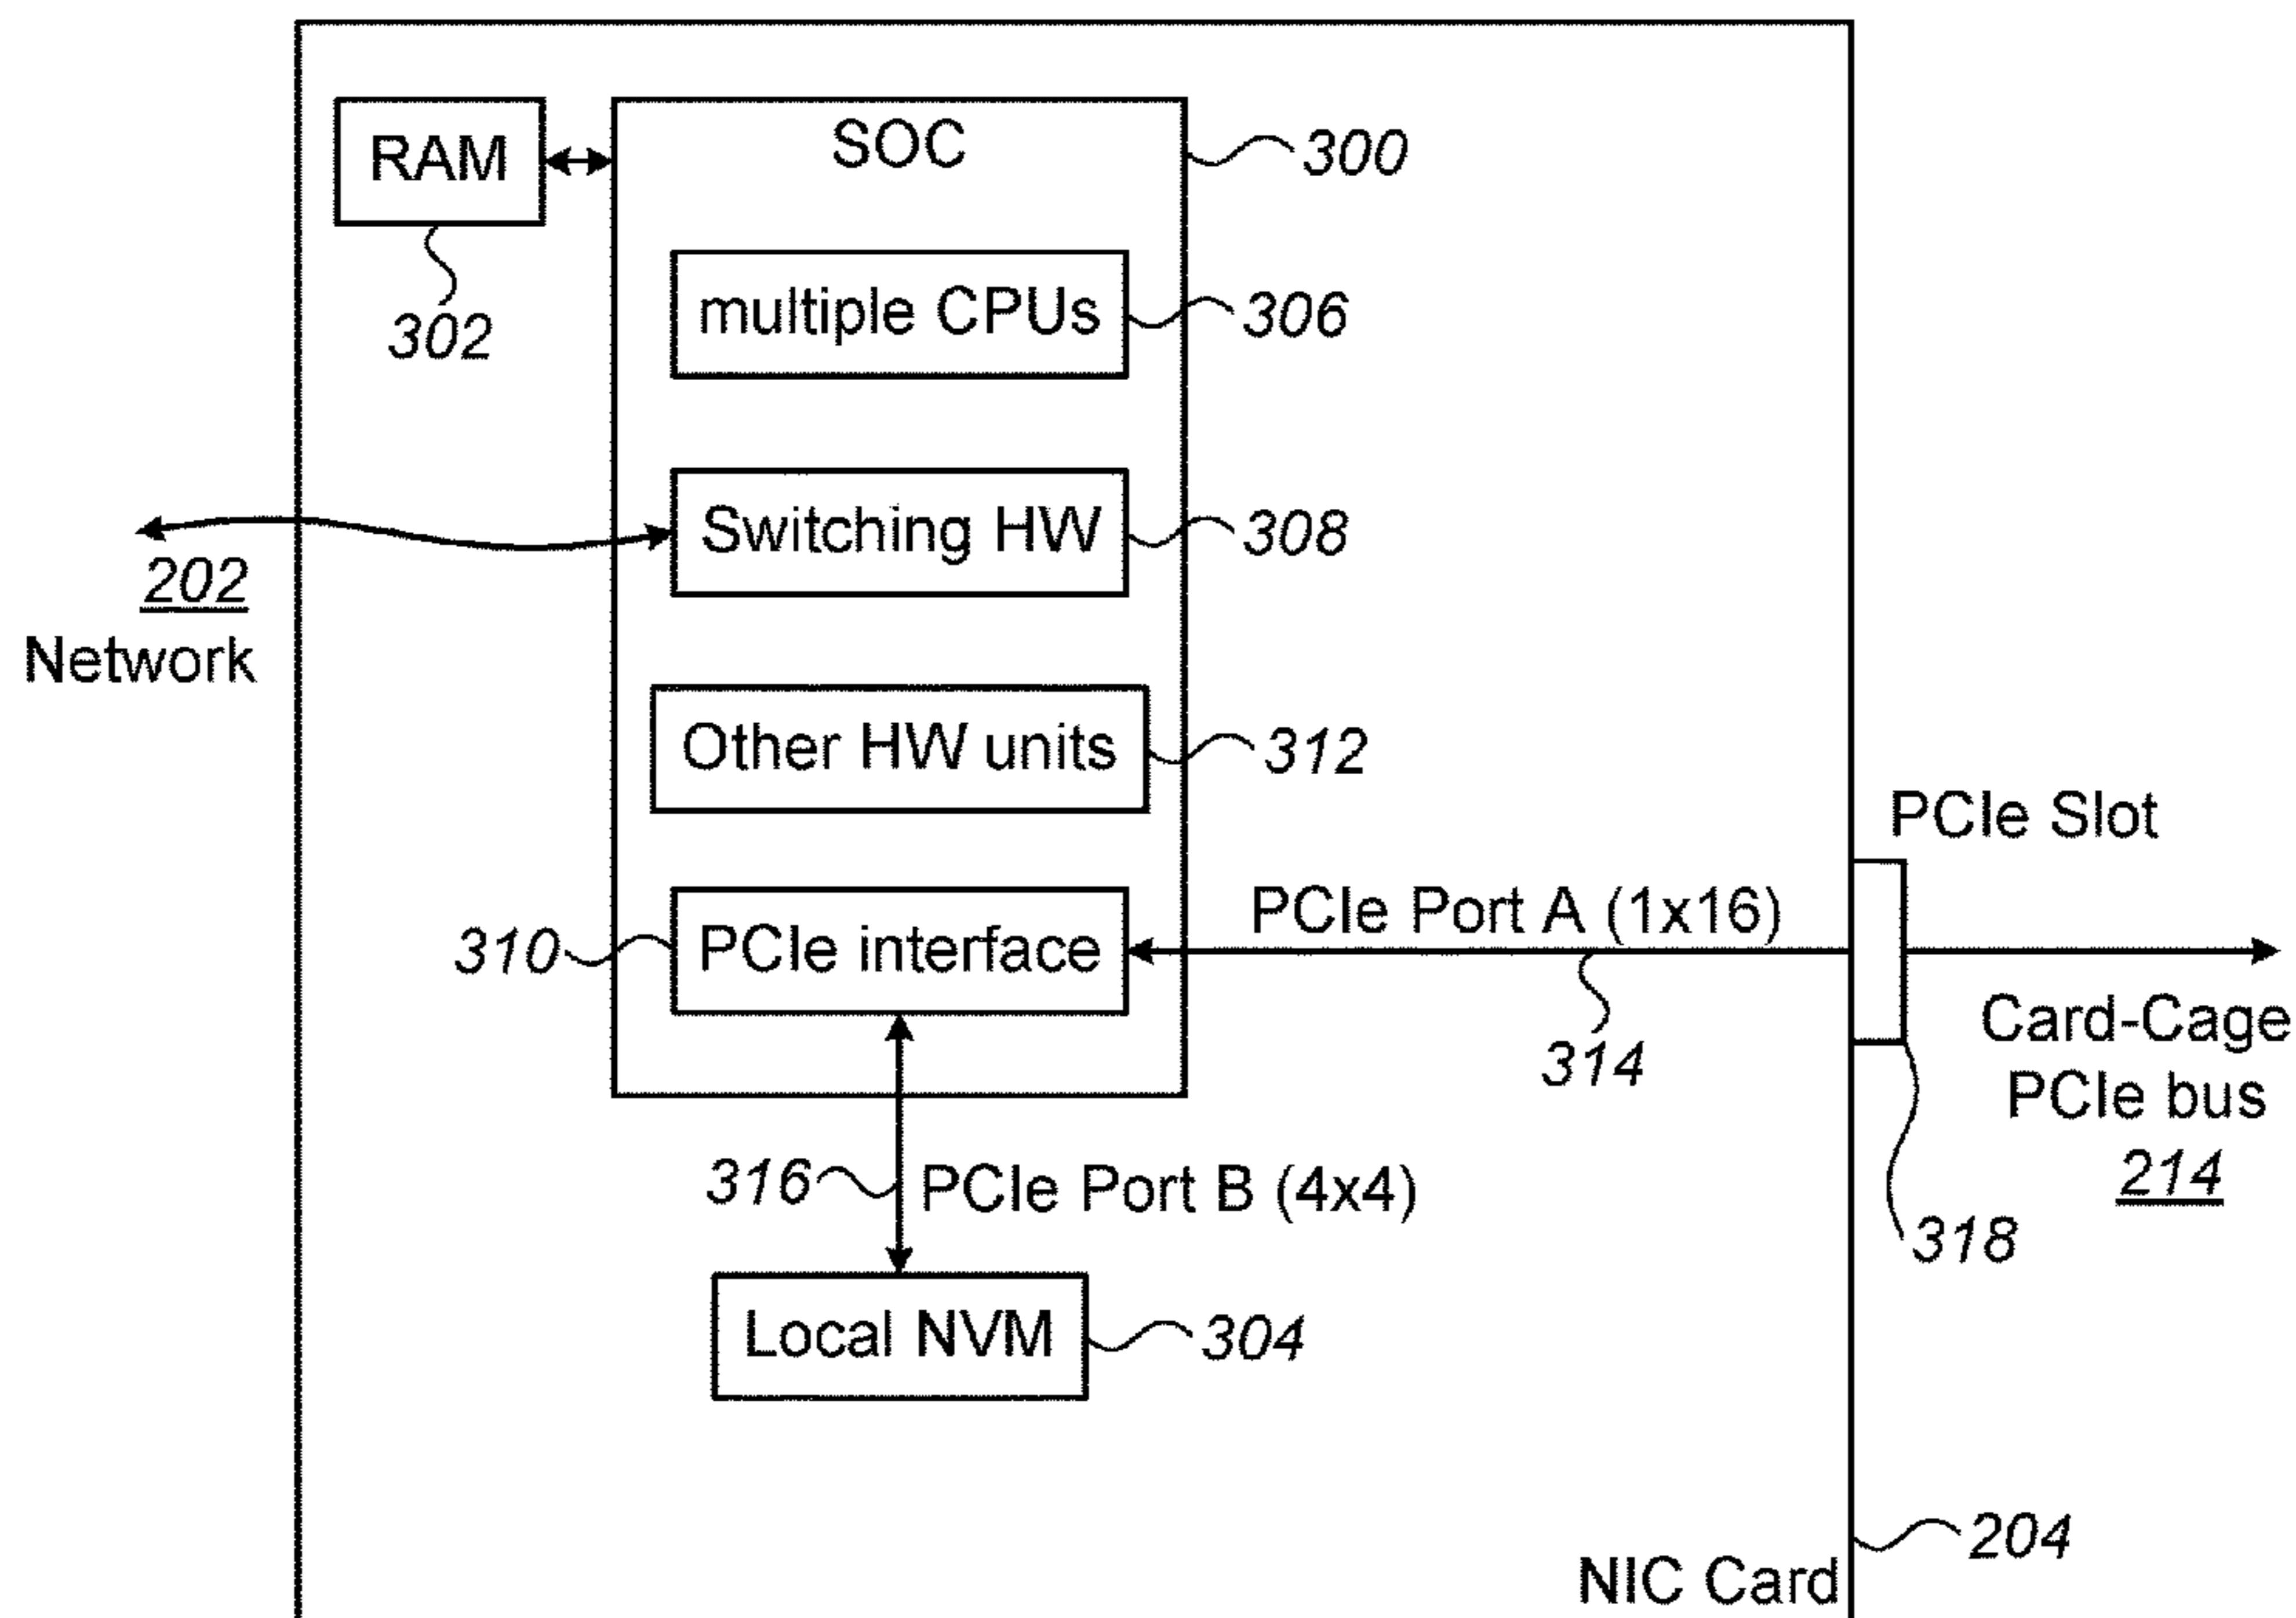 RAM
SOC
300
302
multiple CPUs
306
Switching HW
308
202
Network
Other HW units
312
PCIe Slot
PCIe Port A (1x16)
310
PCIe interface
314
Card-Cage
PCIe bus
214
316
PCIe Port B (4x4)
318
Local NVM
304
204
NIC Card